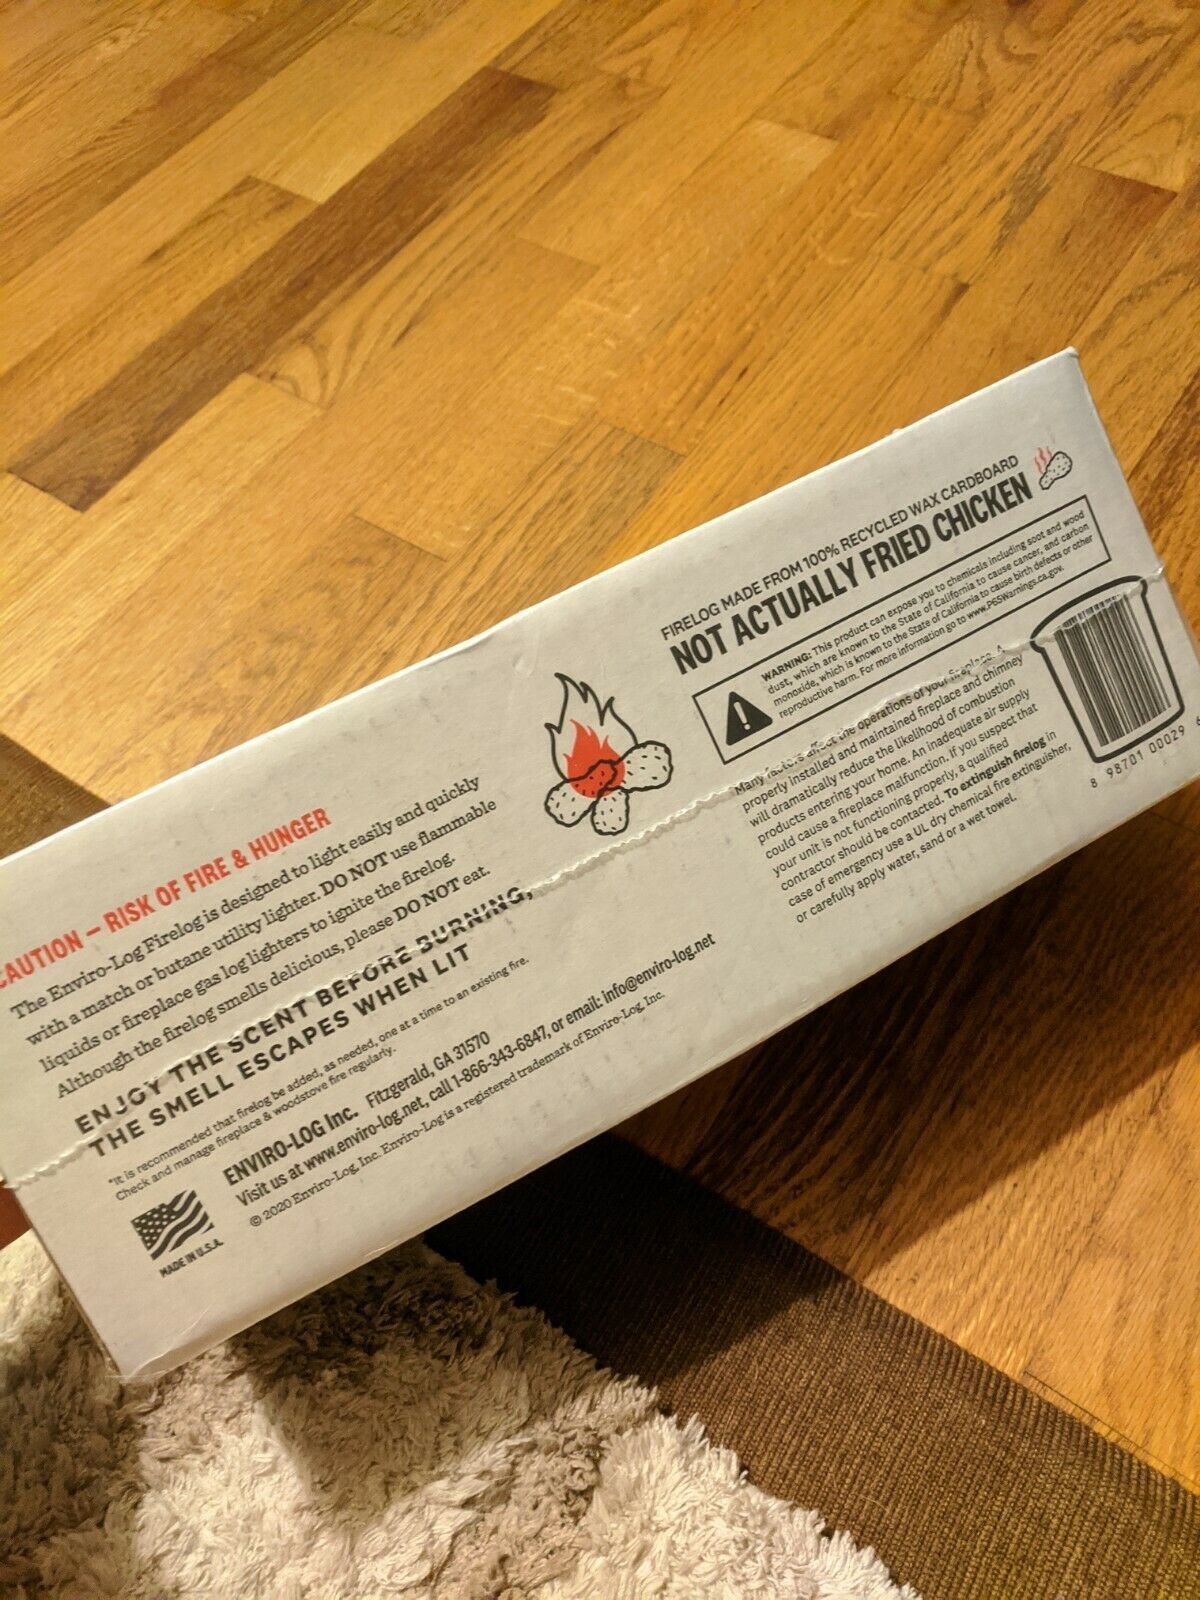 CAUTION – RISK OF FIRE & HUNGER
The Enviro-Log Firelog is designed to light easily and quickly
with a match or butane utility lighter. DO NOT use flammable
liquids or fireplace gas log lighters to ignite the firelog.
Although the firelog smells delicious, please DO NOT eat.
ENJOY THE SCENT BEFORE BURNING,
THE SMELL ESCAPES WHEN LIT
*It is recommended that firelog be added, as needed, one at a time to an existing fire.
Check and manage fireplace & woodstove fire regularly.
MADE IN U.S.A.
ENVIRO-LOG Inc. Fitzgerald, GA 31570
Visit us at www.enviro-log.net, call 1-866-343-6847, or email: info@enviro-log.net
© 2020 Enviro-Log, Inc. Enviro-Log is a registered trademark of Enviro-Log, Inc.
FIRELOG MADE FROM 100% RECYCLED WAX CARDBOARD
NOT ACTUALLY FRIED CHICKEN
WARNING: This product can expose you to chemicals including soot and wood
dust, which are known to the State of California to cause cancer, and carbon
monoxide, which is known to the State of California to cause birth defects or other
reproductive harm. For more information go to www.P65Warnings.ca.gov.
Many factors affect the operations of your fireplace. A
properly installed and maintained fireplace and chimney
will dramatically reduce the likelihood of combustion
products entering your home. An inadequate air supply
could cause a fireplace malfunction. If you suspect that
your unit is not functioning properly, a qualified
contractor should be contacted. To extinguish firelog in
case of emergency use a UL dry chemical fire extinguisher,
or carefully apply water, sand or a wet towel.
8 98701 00029